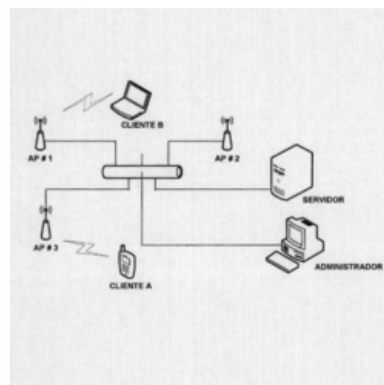 CLIENTE B
AP # 1
AP # 2
SERVIDOR
AP # 3
ADMINISTRADOR
CLIENTE A